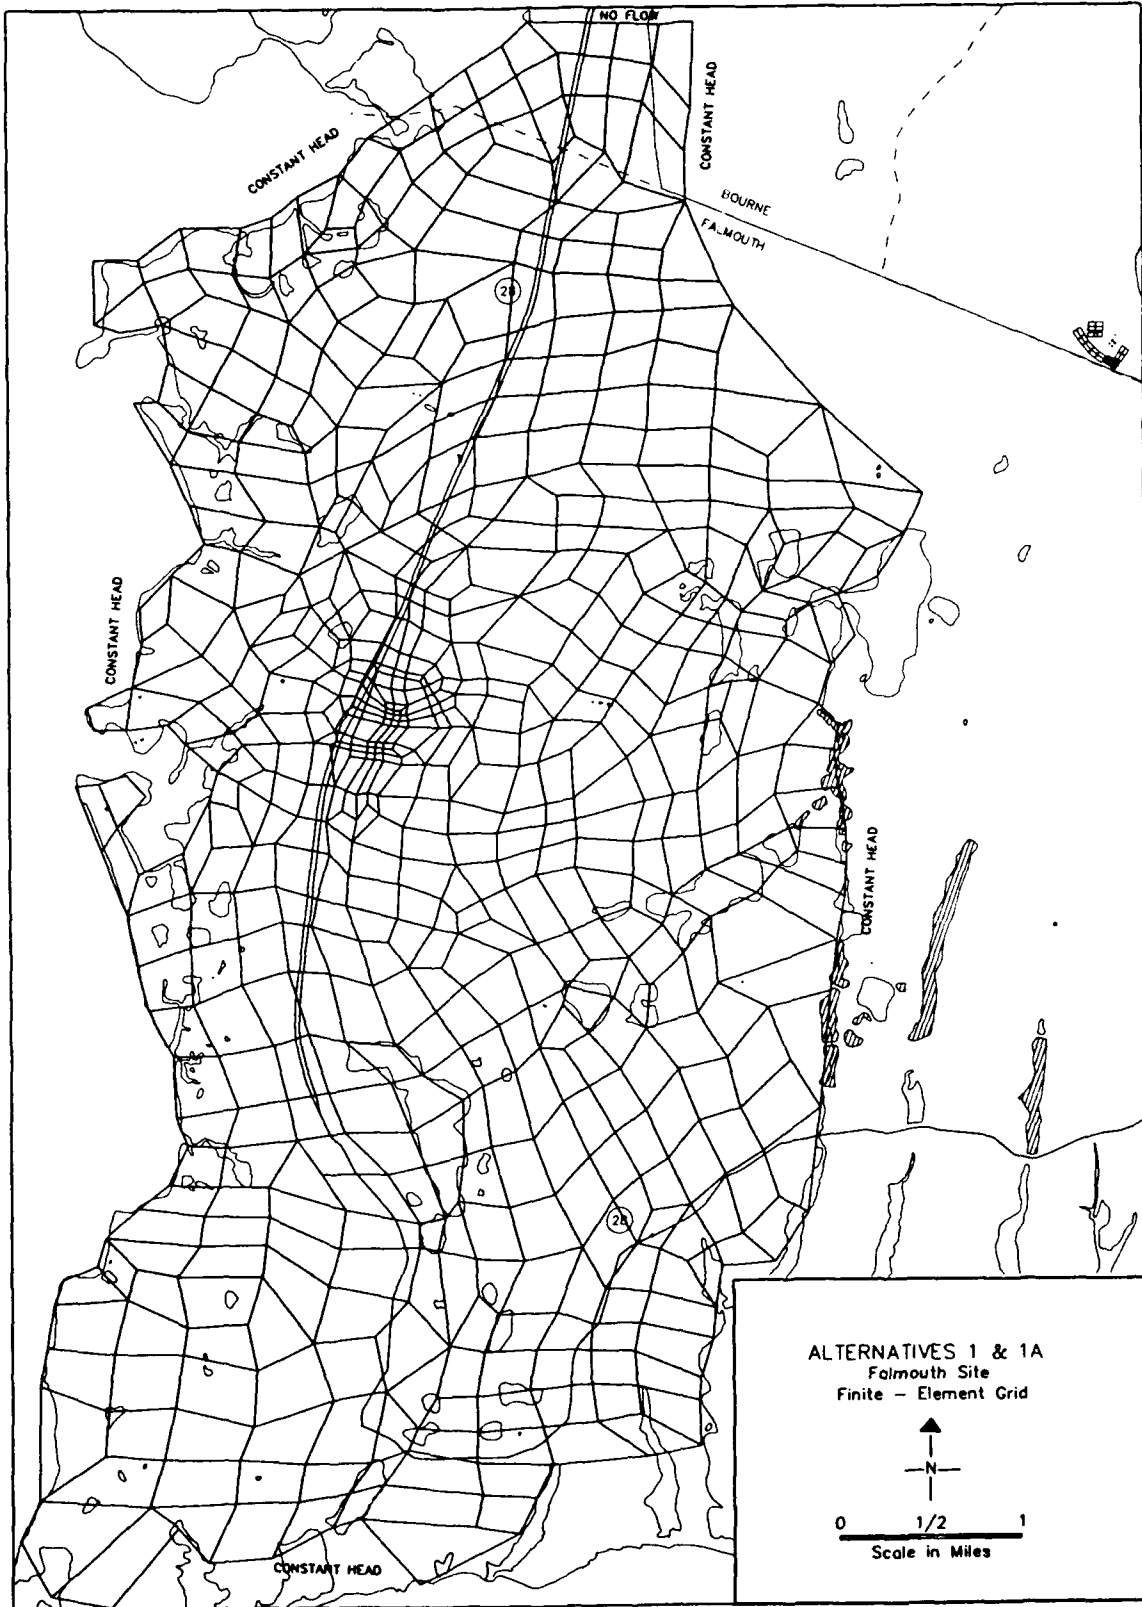 NO FLOW
CONSTANT HEAD
CONSTANT HEAD
BOURNE
FALMOUTH
28
CONSTANT HEAD
CONSTANT HEAD
28
CONSTANT HEAD
ALTERNATIVES 1 & 1A
Falmouth Site
Finite - Element Grid
N
0 1/2 1
Scale in Miles